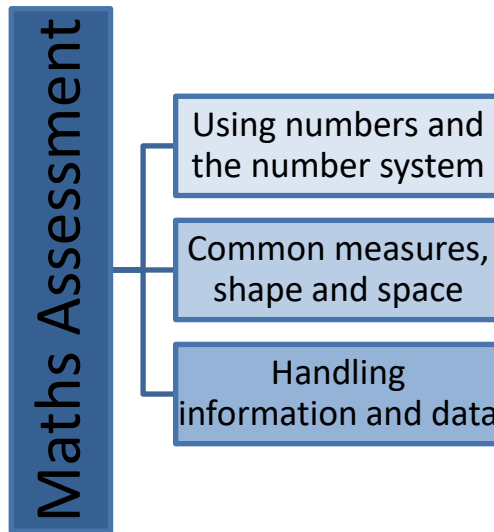 Maths Assessment
Using numbers and
the number system
Common measures,
shape and space
Handling
information and data